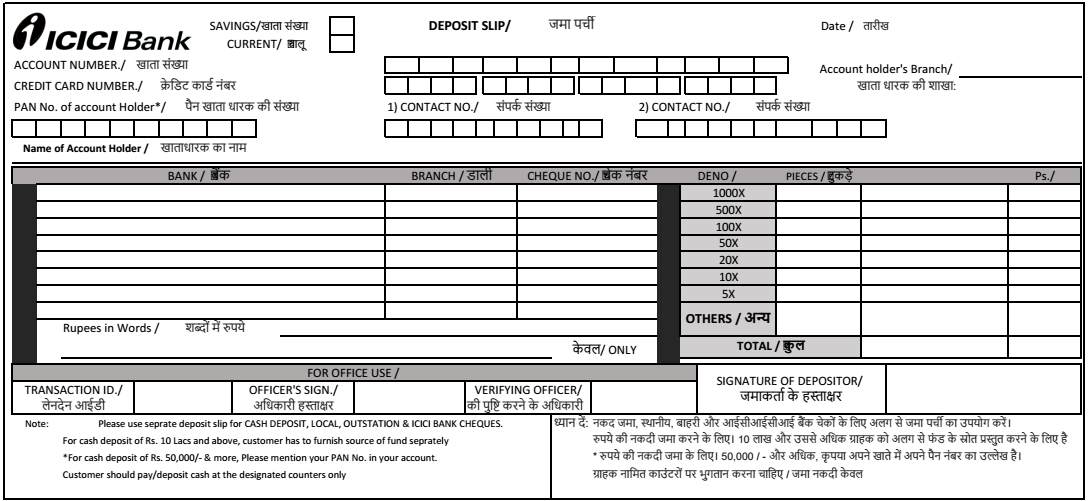 ICICI Bank
SAVINGS/खाता संख्या
CURRENT/
DEPOSIT SLIP/ जमा पर्ची
Date / तारीख
ACCOUNT NUMBER./ खाता संख्या
Account holder's Branch/
CREDIT CARD NUMBER./ क्रेडिट कार्ड नंबर
खाता धारक की शाखा:
PAN No. of account Holder*/ पैन खाता धारक की संख्या
1) CONTACT NO./ संपर्क संख्या
2) CONTACT NO./ संपर्क संख्या
Name of Account Holder / खाताधारक का नाम
BANK / BRANCH / डाली CHEQUE NO./ नंबर DENO / PIECES / Ps./
1000X
500X
100X
50X
20X
10X
5X
OTHERS / अन्य
Rupees in Words / शब्दों में रुपये
केवल/ ONLY
TOTAL /
FOR OFFICE USE /
TRANSACTION ID./
लेनदेन आईडी
OFFICER'S SIGN./
अधिकारी हस्ताक्षर
VERIFYING OFFICER/
की पुष्टि करने के अधिकारी
SIGNATURE OF DEPOSITOR/
जमाकर्ता के हस्ताक्षर
Note: Please use seprate deposit slip for CASH DEPOSIT, LOCAL, OUTSTATION & ICICI BANK CHEQUES.
For cash deposit of Rs. 10 Lacs and above, customer has to furnish source of fund seprately
*For cash deposit of Rs. 50,000/- & more, Please mention your PAN No. in your account.
Customer should pay/deposit cash at the designated counters only
ध्यान दें: नकद जमा, स्थानीय, बाहरी और आईसीआईसीआई बैंक चेकों के लिए अलग से जमा पर्ची का उपयोग करें।
रुपये की नकदी जमा करने के लिए। 10 लाख और उससे अधिक ग्राहक को अलग से फंड के स्रोत प्रस्तुत करने के लिए है
* रुपये की नकदी जमा के लिए। 50,000 / - और अधिक, कृपया अपने खाते में अपने पैन नंबर का उल्लेख है।
ग्राहक नामित काउंटरों पर भुगतान करना चाहिए / जमा नकदी केवल